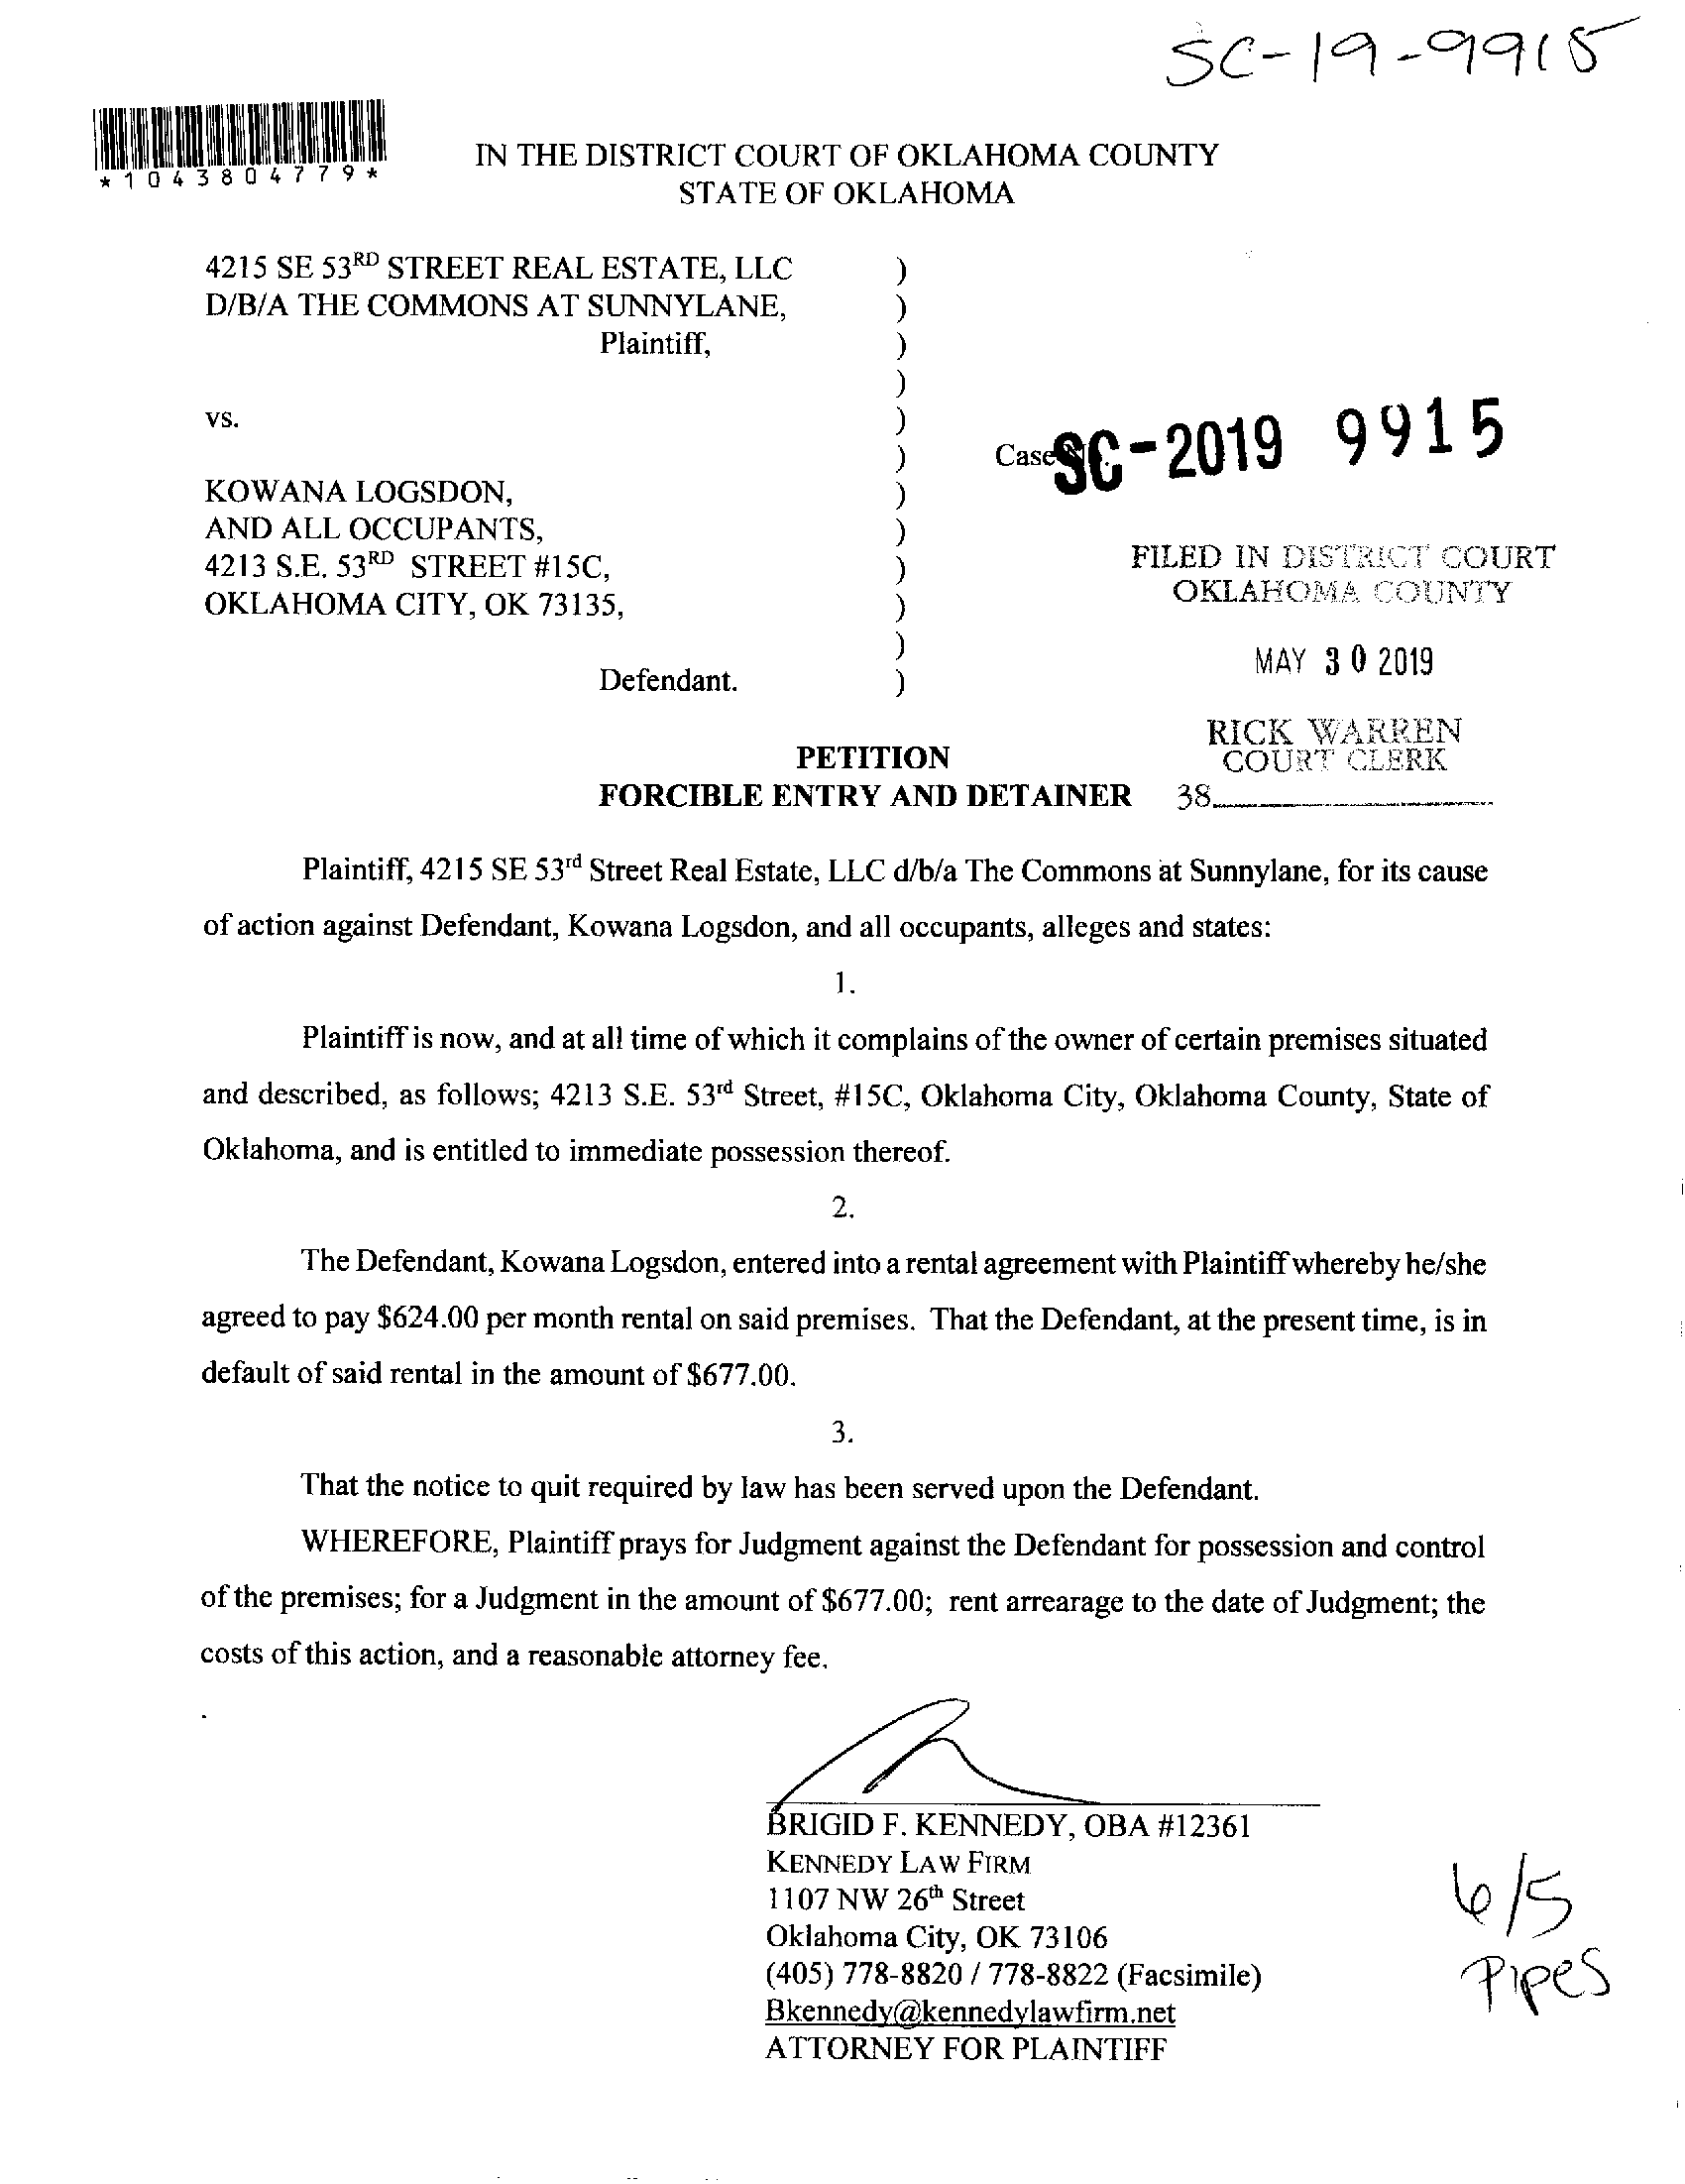 SC-19-9915
*1043804779*
IN THE DISTRICT COURT OF OKLAHOMA COUNTY
STATE OF OKLAHOMA
4215 SE 53RD STREET REAL ESTATE, LLC )
D/B/A THE COMMONS AT SUNNYLANE, )
Plaintiff, )
)
vs. )
) Case SC-2019 9915
KOWANA LOGSDON, )
AND ALL OCCUPANTS, )
4213 S.E. 53RD STREET #15C, )
OKLAHOMA CITY, OK 73135, )
)
Defendant. )
FILED IN DISTRICT COURT
OKLAHOMA COUNTY
MAY 30 2019
RICK WARREN
COURT CLERK
38
PETITION
FORCIBLE ENTRY AND DETAINER
Plaintiff, 4215 SE 53rd Street Real Estate, LLC d/b/a The Commons at Sunnylane, for its cause
of action against Defendant, Kowana Logsdon, and all occupants, alleges and states:
1.
Plaintiff is now, and at all time of which it complains of the owner of certain premises situated
and described, as follows; 4213 S.E. 53rd Street, #15C, Oklahoma City, Oklahoma County, State of
Oklahoma, and is entitled to immediate possession thereof.
2.
The Defendant, Kowana Logsdon, entered into a rental agreement with Plaintiff whereby he/she
agreed to pay $624.00 per month rental on said premises. That the Defendant, at the present time, is in
default of said rental in the amount of $677.00.
3.
That the notice to quit required by law has been served upon the Defendant.
WHEREFORE, Plaintiff prays for Judgment against the Defendant for possession and control
of the premises; for a Judgment in the amount of $677.00; rent arrearage to the date of Judgment; the
costs of this action, and a reasonable attorney fee.
BRIGID F. KENNEDY, OBA #12361
KENNEDY LAW FIRM
1107 NW 26th Street
Oklahoma City, OK 73106
(405) 778-8820 / 778-8822 (Facsimile)
Bkennedy@kennedylawfirm.net
ATTORNEY FOR PLAINTIFF
6/5
Pipes